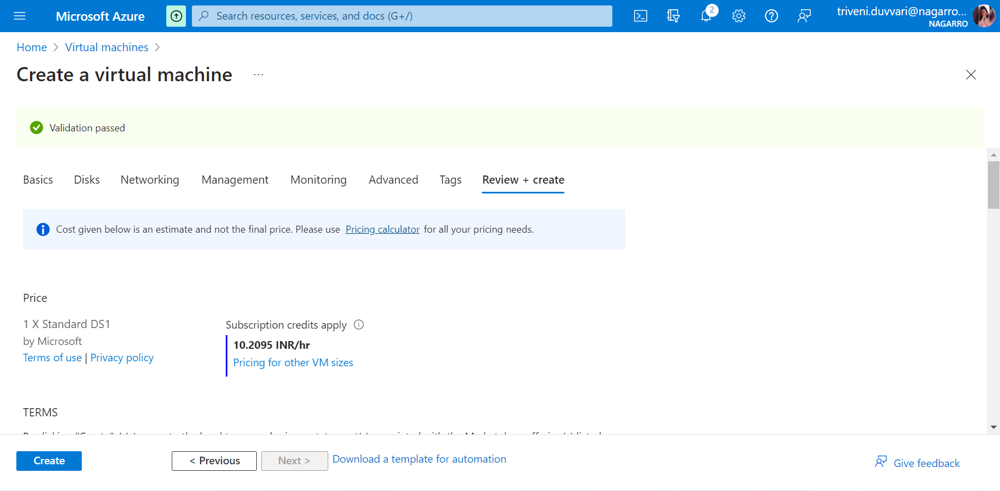 Microsoft Azure
Search resources, services, and docs (G+/)
2
triveni.duvvari@nagarro...
NAGARRO
Home > Virtual machines >
Create a virtual machine ...
Validation passed
Basics Disks Networking Management Monitoring Advanced Tags Review + create
Cost given below is an estimate and not the final price. Please use Pricing calculator for all your pricing needs.
Price
1 X Standard DS1
by Microsoft
Terms of use | Privacy policy
Subscription credits apply
10.2095 INR/hr
Pricing for other VM sizes
TERMS
Create
< Previous
Next >
Download a template for automation
Give feedback